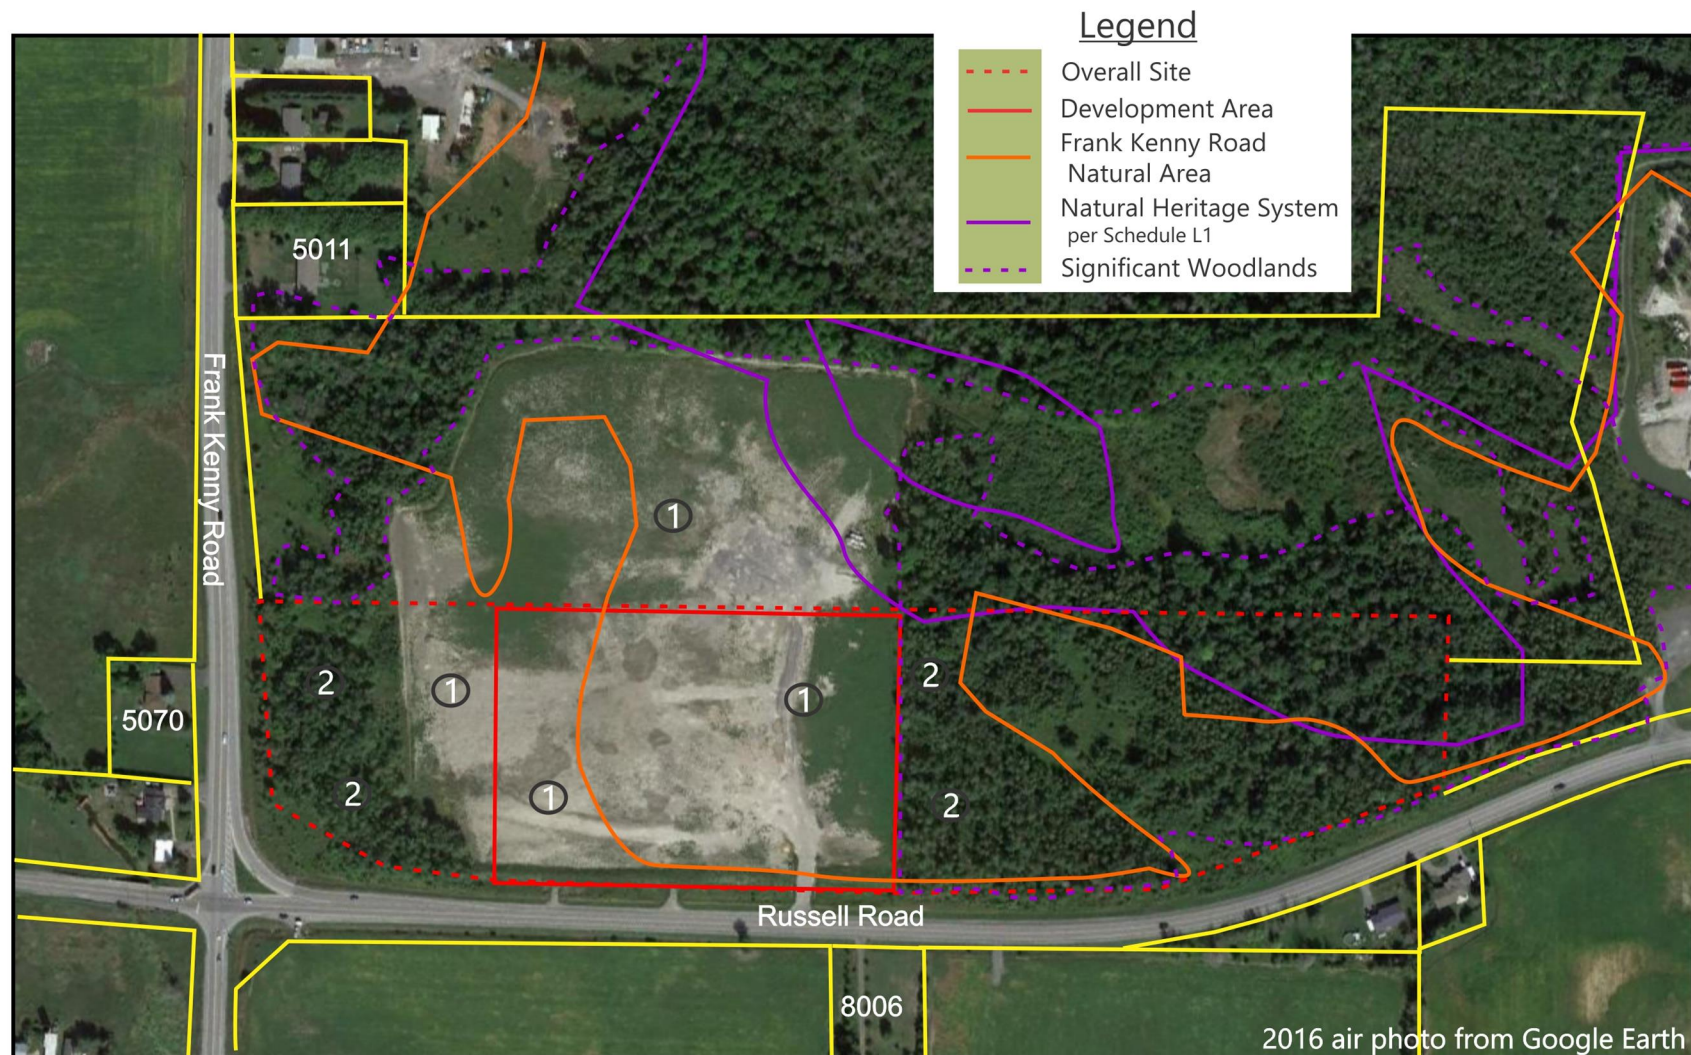 Legend
Overall Site
Development Area
Frank Kenny Road
Natural Area
Natural Heritage System
per Schedule L1
Significant Woodlands
5011
Frank Kenny Road
1
2
1
1
2
5070
2
1
2
Russell Road
8006
2016 air photo from Google Earth